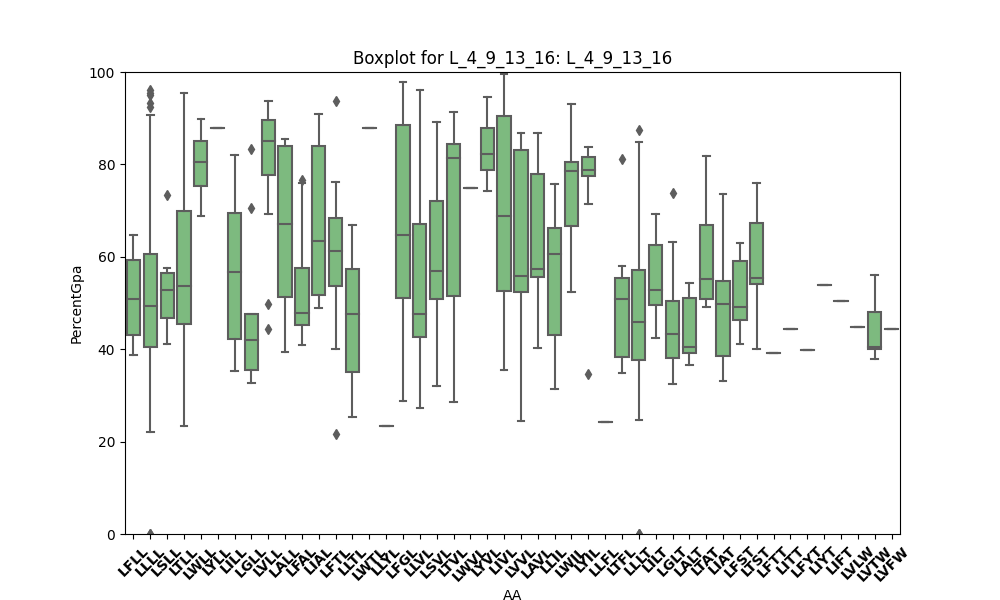 Boxplot for L_4_9_13_16: L_4_9_13_16
100
80
60
40
20
0
PercentGpa
LFLL
LLLL
LSLL
LTLL
LWLL
LYLL
LILL
LGLL
LVLL
LALL
LFAL
LIAL
LFTL
LLTL
LWTL
LLYL
LFGL
LLVL
LSVL
LTVL
LWVL
LYVL
LIVL
LVVL
LAVL
LLIL
LWIL
LYIL
LLFL
LTFL
LLLT
LILT
LGLT
LALT
LTAT
LIAT
LFST
LTST
LFTT
LITT
LFYT
LIYT
LIFT
LVLW
LVTW
LVFW
AA